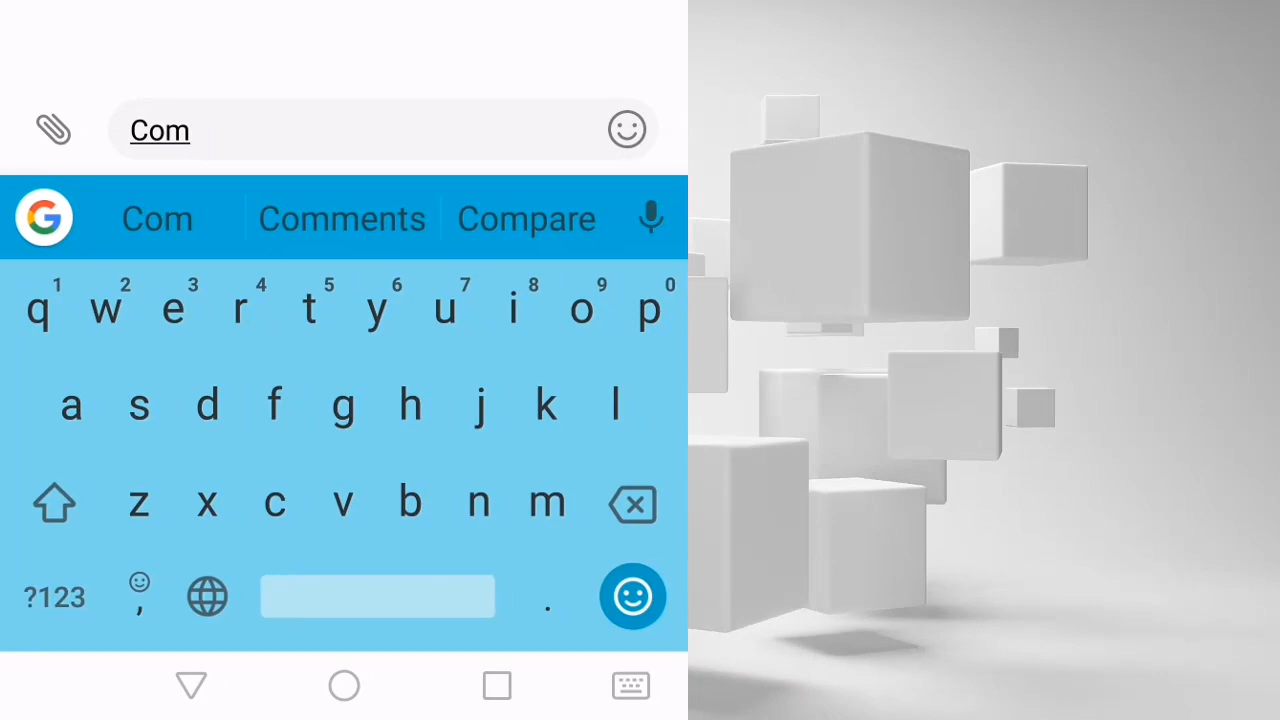 Com
G Com Comments Compare
1 2 3 4 5 6 7 8 9 0
q w e r t y u i o p
a s d f g h j k l
z x c v b n m
?123 , .